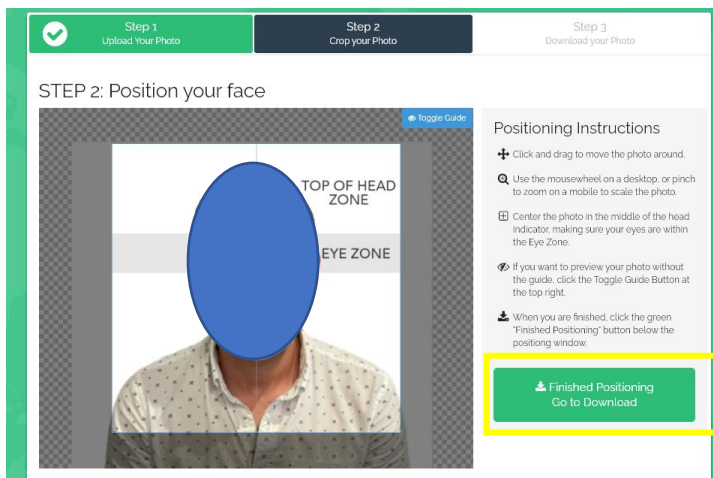 Step 1
Upload Your Photo
Step 2
Crop your Photo
Step 3
Download your Photo
STEP 2: Position your face
Toggle Guide
TOP OF HEAD
ZONE
EYE ZONE
Positioning Instructions
Click and drag to move the photo around.
Use the mousewheel on a desktop, or pinch
to zoom on a mobile to scale the photo.
Center the photo in the middle of the head
indicator, making sure your eyes are within
the Eye Zone.
If you want to preview your photo without
the guide, click the Toggle Guide Button at
the top right.
When you are finished, click the green
"Finished Positioning" button below the
positiong window.
Finished Positioning
Go to Download